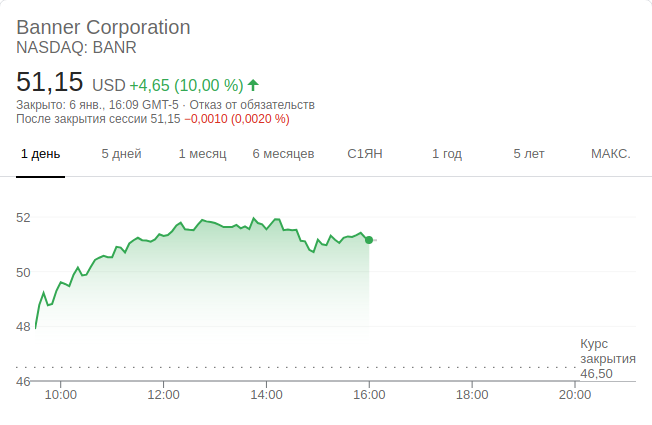 Banner Corporation
NASDAQ: BANR
51,15 USD +4,65 (10,00 %)
Закрыто: 6 янв., 16:09 GMT-5 · Отказ от обязательств
После закрытия сессии 51,15 −0,0010 (0,0020 %)
1 день 5 дней 1 месяц 6 месяцев С1ЯН 1 год 5 лет МАКС.
52
50
48
Курс
закрытия
46,50
46
10:00 12:00 14:00 16:00 18:00 20:00